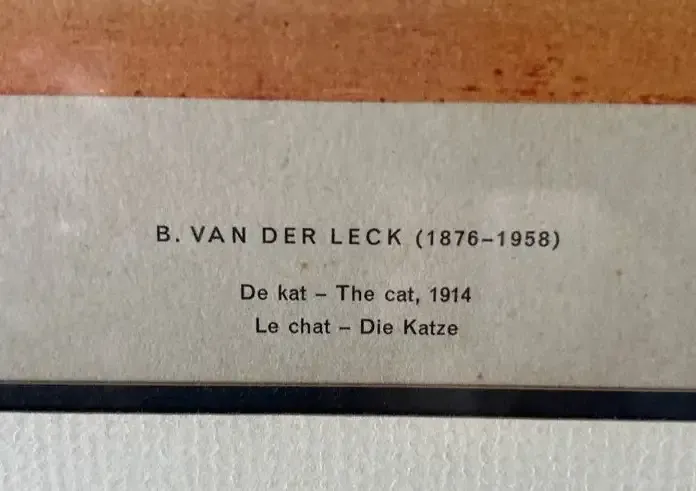 B. VAN DER LECK (1876–1958)
De kat – The cat, 1914
Le chat – Die Katze